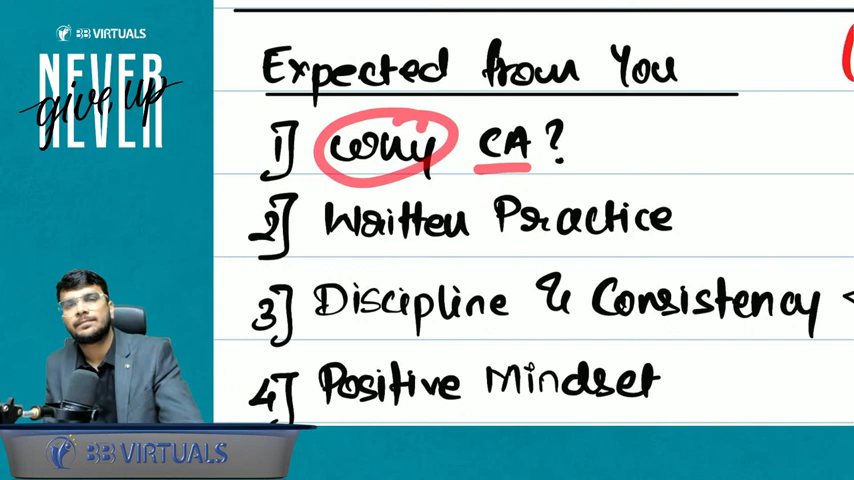 BB VIRTUALS
NEVER
give up
NEVER
Expected from You
1] Why CA?
2] Written Practice
3] Discipline & Consistency
4] Positive Mindset
BB VIRTUALS